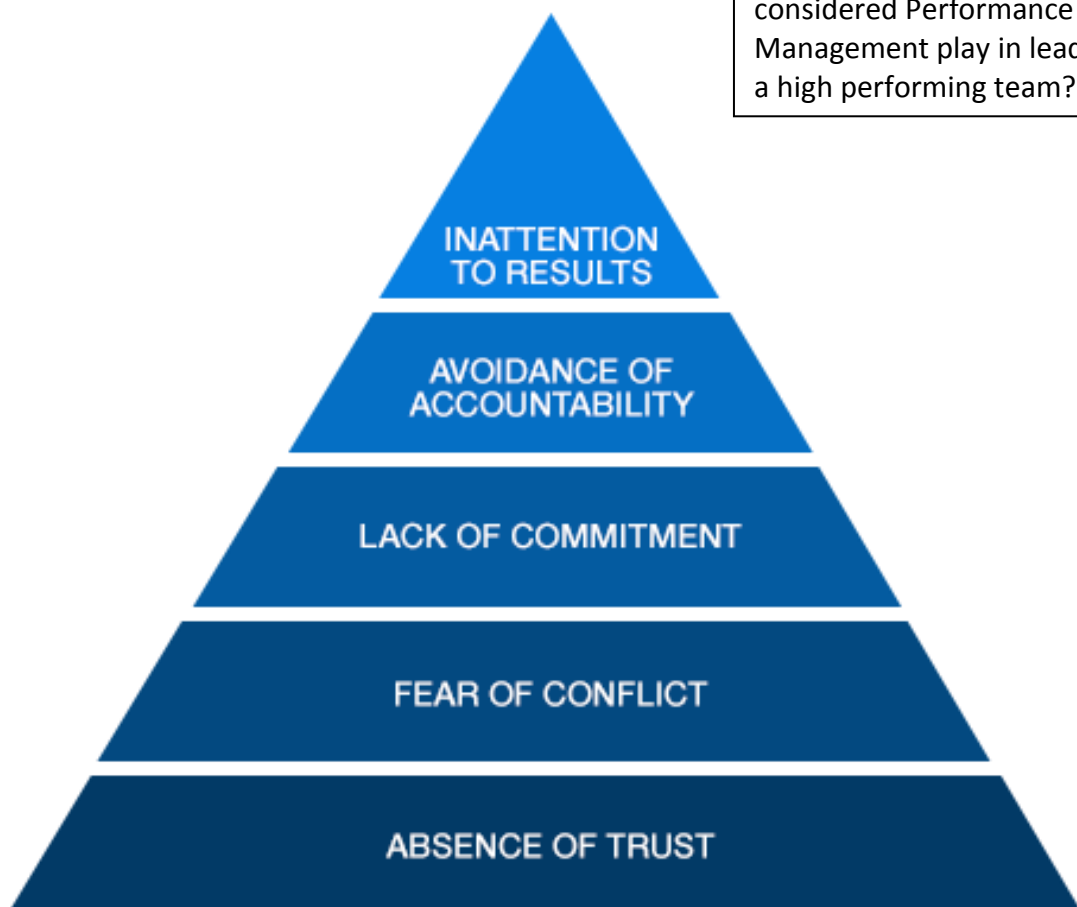 considered Performance
Management play in
a high performing team?
INATTENTION
TO RESULTS
AVOIDANCE OF
ACCOUNTABILITY
LACK OF COMMITMENT
FEAR OF CONFLICT
ABSENCE OF TRUST